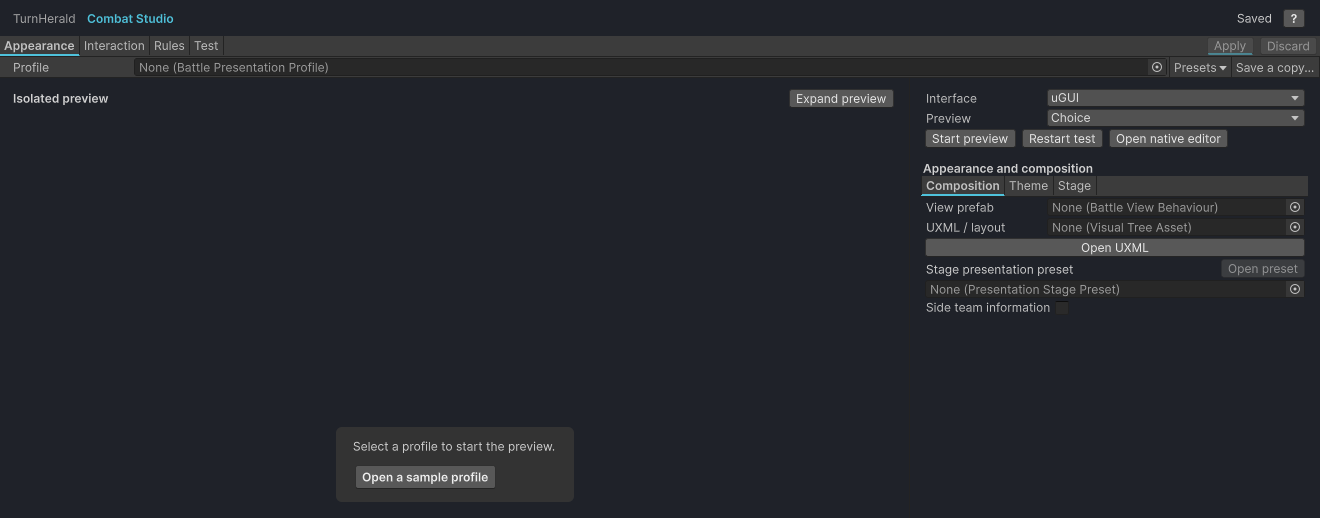 TurnHerald Combat Studio Saved ?
Appearance Interaction Rules Test Apply Discard
Profile None (Battle Presentation Profile) Presets Save a copy...
Isolated preview Expand preview
Interface uGUI
Preview Choice
Start preview Restart test Open native editor
Appearance and composition
Composition Theme Stage
View prefab None (Battle View Behaviour)
UXML / layout None (Visual Tree Asset)
Open UXML
Stage presentation preset Open preset
None (Presentation Stage Preset)
Side team information
Select a profile to start the preview.
Open a sample profile